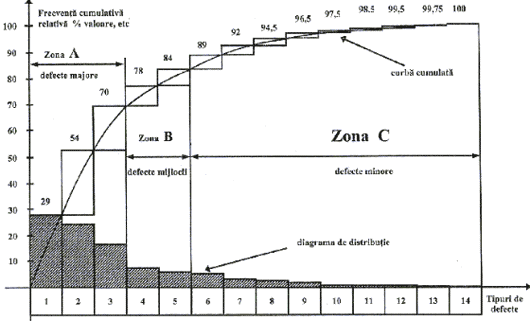 Frecvență cumulativă
relativă % valoare, etc
100
90
80
70
60
50
40
30
20
10
Zona A
defecte majore
29
54
70
78
84
89
92
94,5
96,5
97,5
98.5
99,5
99,75
100
curbă cumulată
Zona B
defecte mijlocii
Zona C
defecte minore
diagrama de distribuție
1 2 3 4 5 6 7 8 9 10 11 12 13 14
Tipuri de
defecte